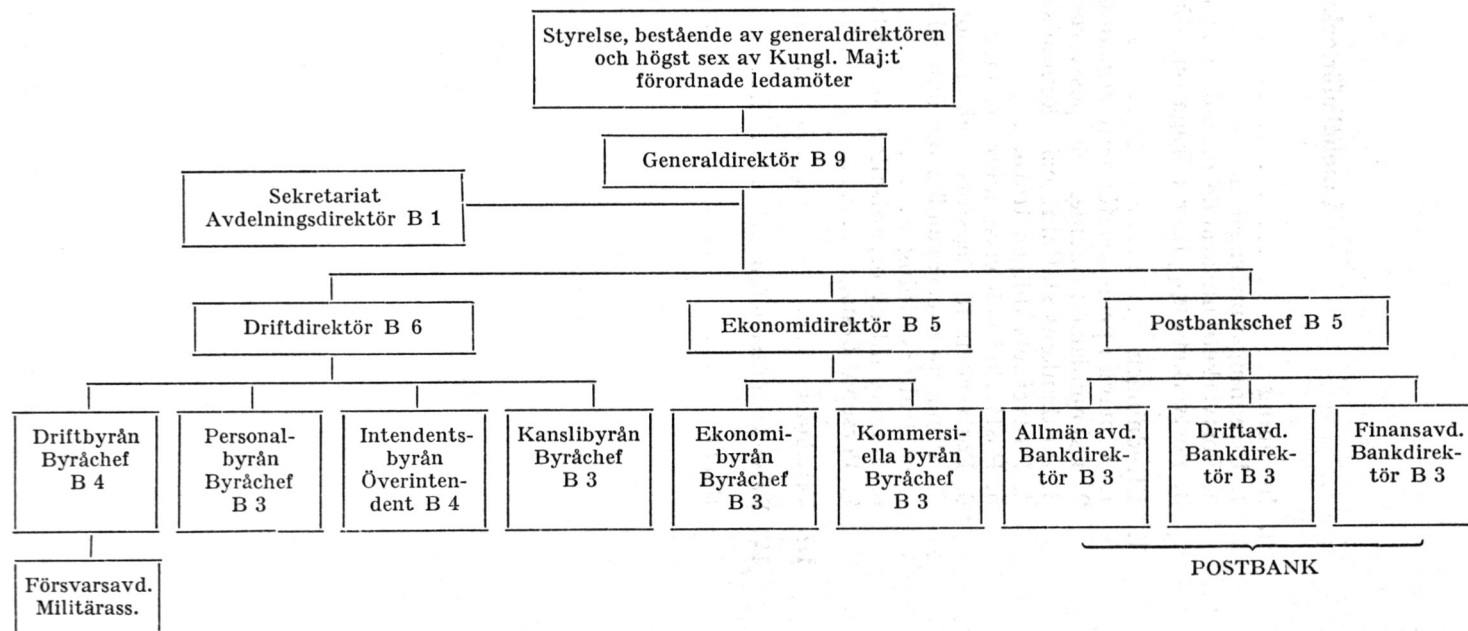 Styrelse, bestående av generaldirektören
och högst sex av Kungl. Maj:t
förordnade ledamöter
Generaldirektör B 9
Sekretariat
Avdelningsdirektör B 1
Driftdirektör B 6
Ekonomidirektör B 5
Postbankschef B 5
Driftbyrån
Byråchef
B 4
Personal-
byrån
Byråchef
B 3
Intendents-
byrån
Överinten-
dent B 4
Kanslibyrån
Byråchef
B 3
Ekonomi-
byrån
Byråchef
B 3
Kommersi-
ella byrån
Byråchef
B 3
Allmän avd.
Bankdirek-
tör B 3
Driftavd.
Bankdirek-
tör B 3
Finansavd.
Bankdirek-
tör B 3
Försvarsavd.
Militärass.
POSTBANK